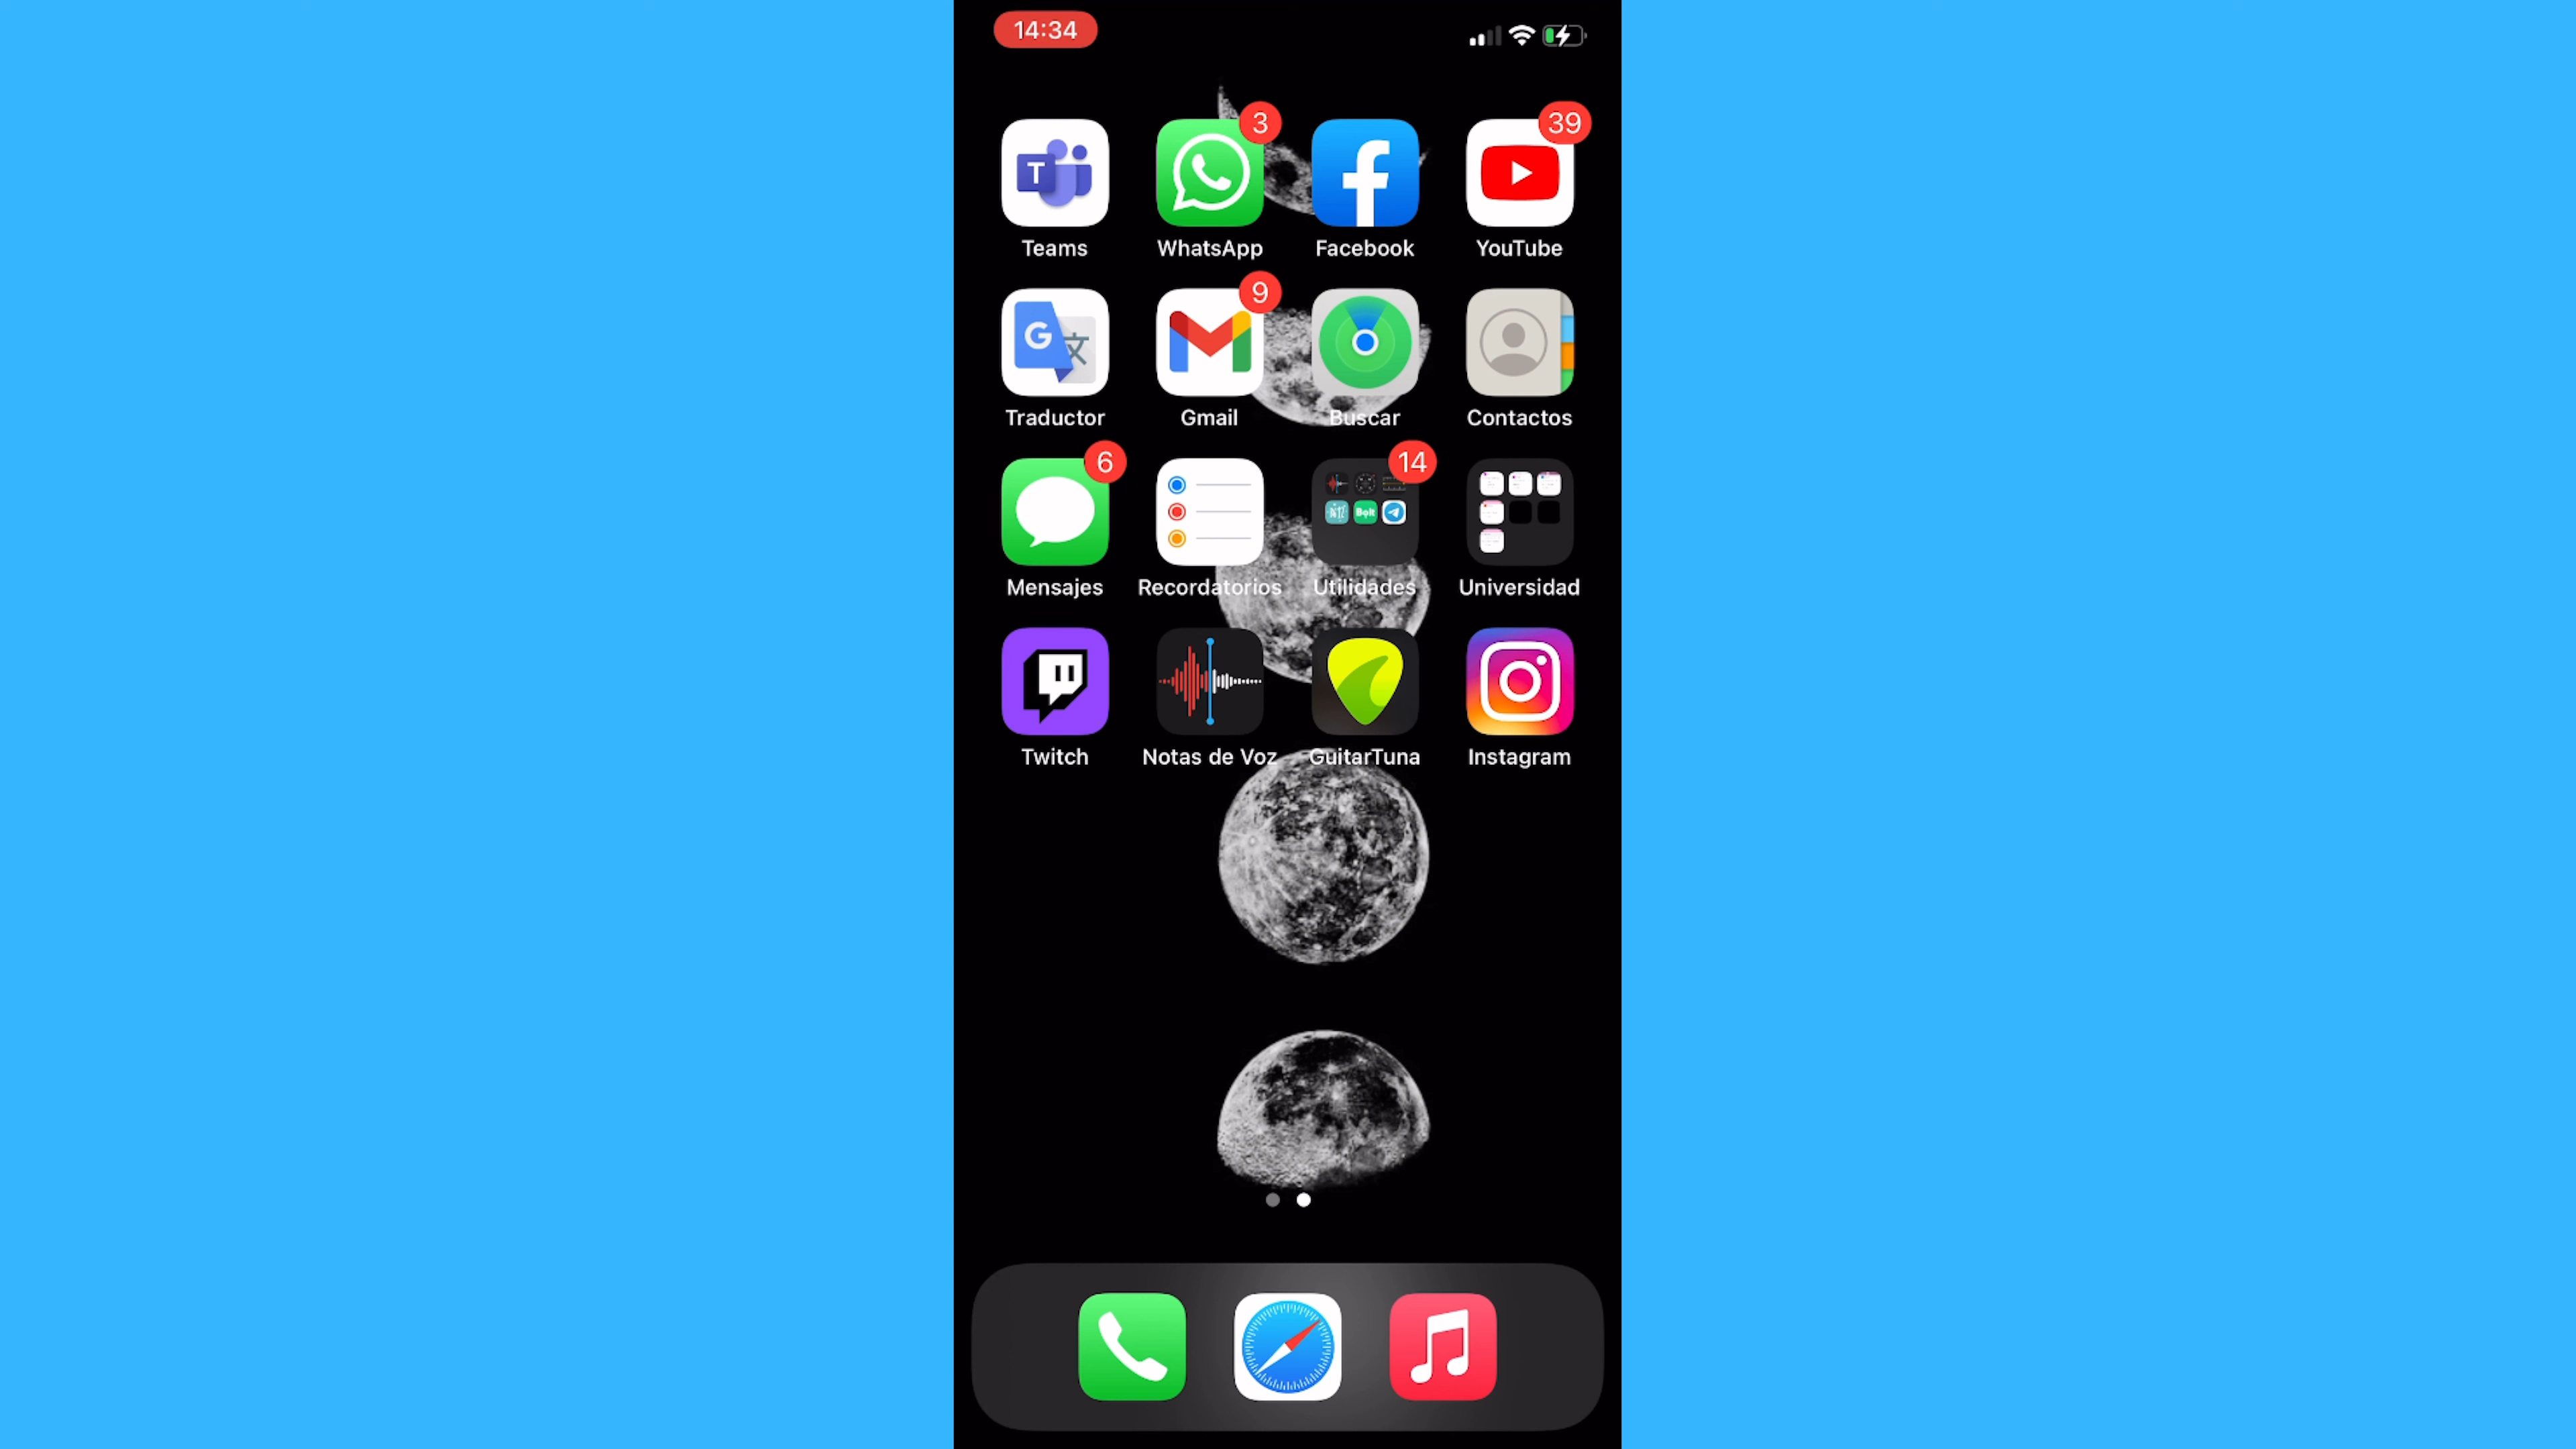 14:34
3
39
Teams
WhatsApp
Facebook
YouTube
9
Traductor
Gmail
Buscar
Contactos
6
14
Bolt
Mensajes
Recordatorios
Utilidades
Universidad
Twitch
Notas de Voz
GuitarTuna
Instagram